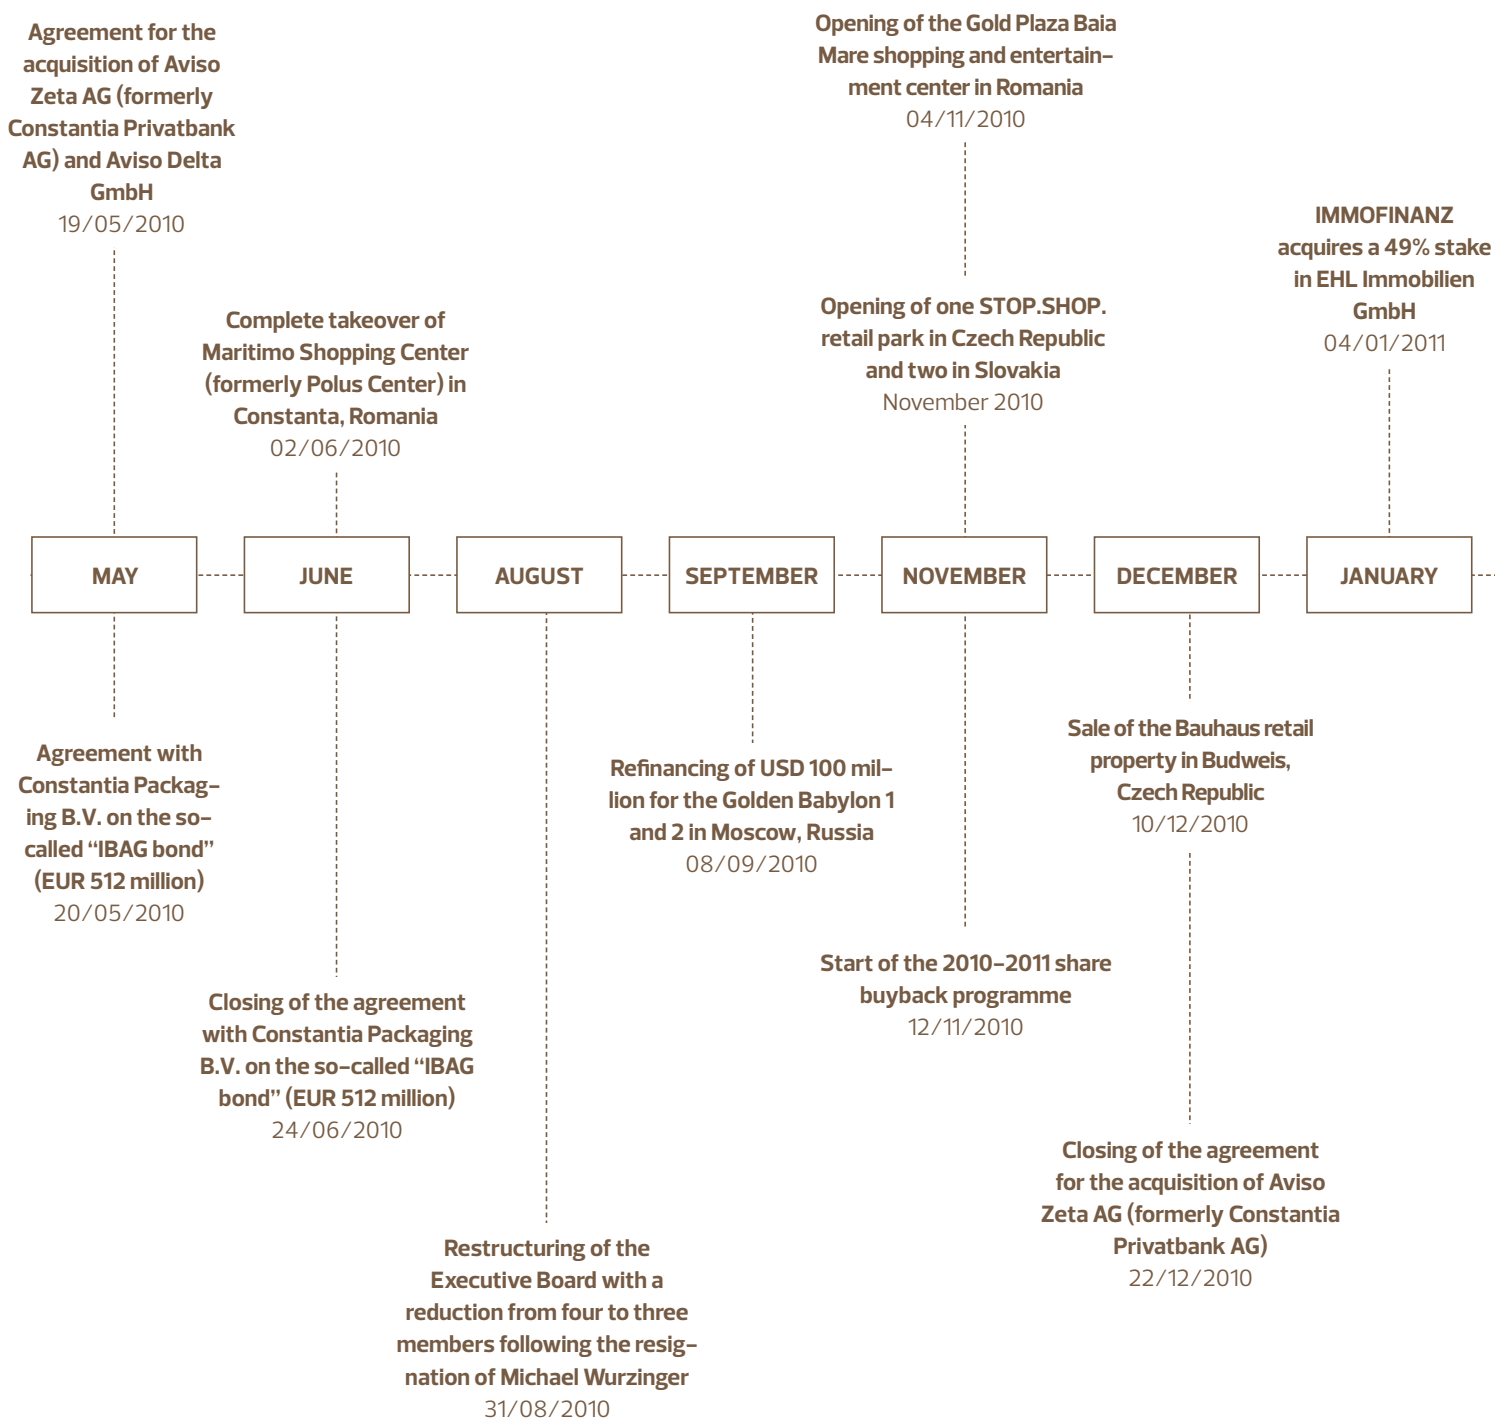 Agreement for the
acquisition of Aviso
Zeta AG (formerly
Constantia Privatbank
AG) and Aviso Delta
GmbH
19/05/2010
Complete takeover of
Maritimo Shopping Center
(formerly Polus Center) in
Constanta, Romania
02/06/2010
Opening of the Gold Plaza Baia
Mare shopping and entertain-
ment center in Romania
04/11/2010
Opening of one STOP.SHOP.
retail park in Czech Republic
and two in Slovakia
November 2010
IMMOFINANZ
acquires a 49% stake
in EHL Immobilien
GmbH
04/01/2011
MAY
JUNE
AUGUST
SEPTEMBER
NOVEMBER
DECEMBER
JANUARY
Agreement with
Constantia Packag-
ing B.V. on the so-
called “IBAG bond”
(EUR 512 million)
20/05/2010
Closing of the agreement
with Constantia Packaging
B.V. on the so-called “IBAG
bond” (EUR 512 million)
24/06/2010
Restructuring of the
Executive Board with a
reduction from four to three
members following the resig-
nation of Michael Wurzinger
31/08/2010
Refinancing of USD 100 mil-
lion for the Golden Babylon 1
and 2 in Moscow, Russia
08/09/2010
Start of the 2010-2011 share
buyback programme
12/11/2010
Sale of the Bauhaus retail
property in Budweis,
Czech Republic
10/12/2010
Closing of the agreement
for the acquisition of Aviso
Zeta AG (formerly Constantia
Privatbank AG)
22/12/2010